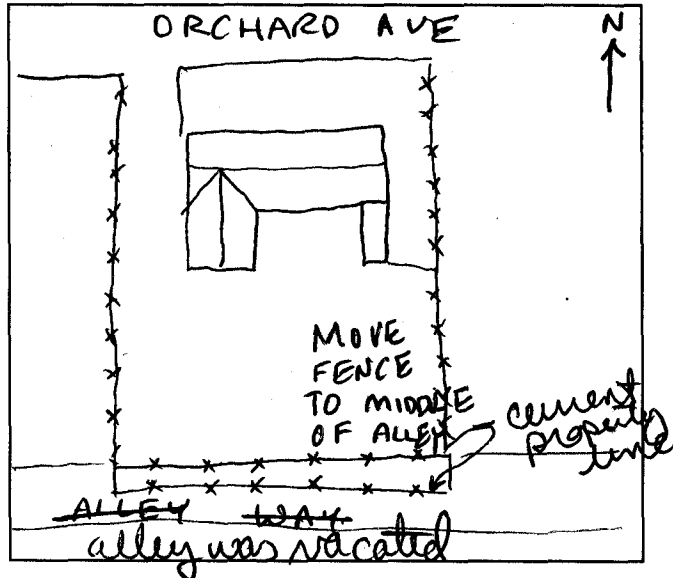 ORCHARD AVE
N
MOVE
FENCE
TO MIDDLE
OF ALLEY
current
property
line
ALLEY WAY
alley was vacated